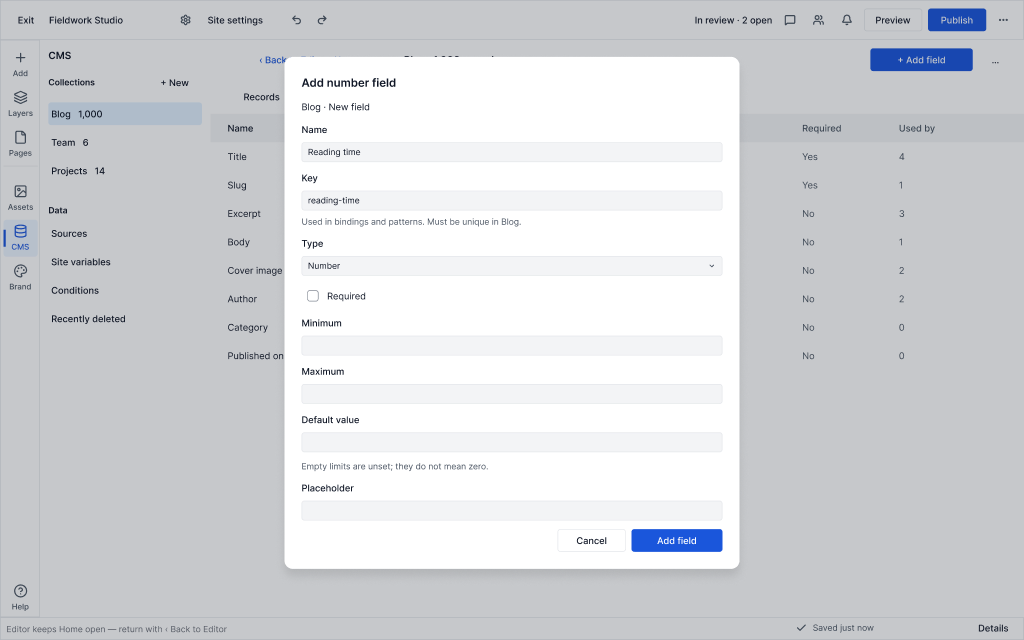 Exit Fieldwork Studio Site settings In review · 2 open Preview Publish
Add
Layers
Pages
Assets
CMS
Brand
Help
CMS
Collections + New
Blog 1,000
Team 6
Projects 14
Data
Sources
Site variables
Conditions
Recently deleted
‹ Back
+ Add field
...
Records
Name Required Used by
Title Yes 4
Slug Yes 1
Excerpt No 3
Body No 1
Cover image No 2
Author No 2
Category No 0
Published on No 0
Add number field
Blog · New field
Name
Reading time
Key
reading-time
Used in bindings and patterns. Must be unique in Blog.
Type
Number
Required
Minimum
Maximum
Default value
Empty limits are unset; they do not mean zero.
Placeholder
Cancel Add field
Editor keeps Home open — return with ‹ Back to Editor Saved just now Details